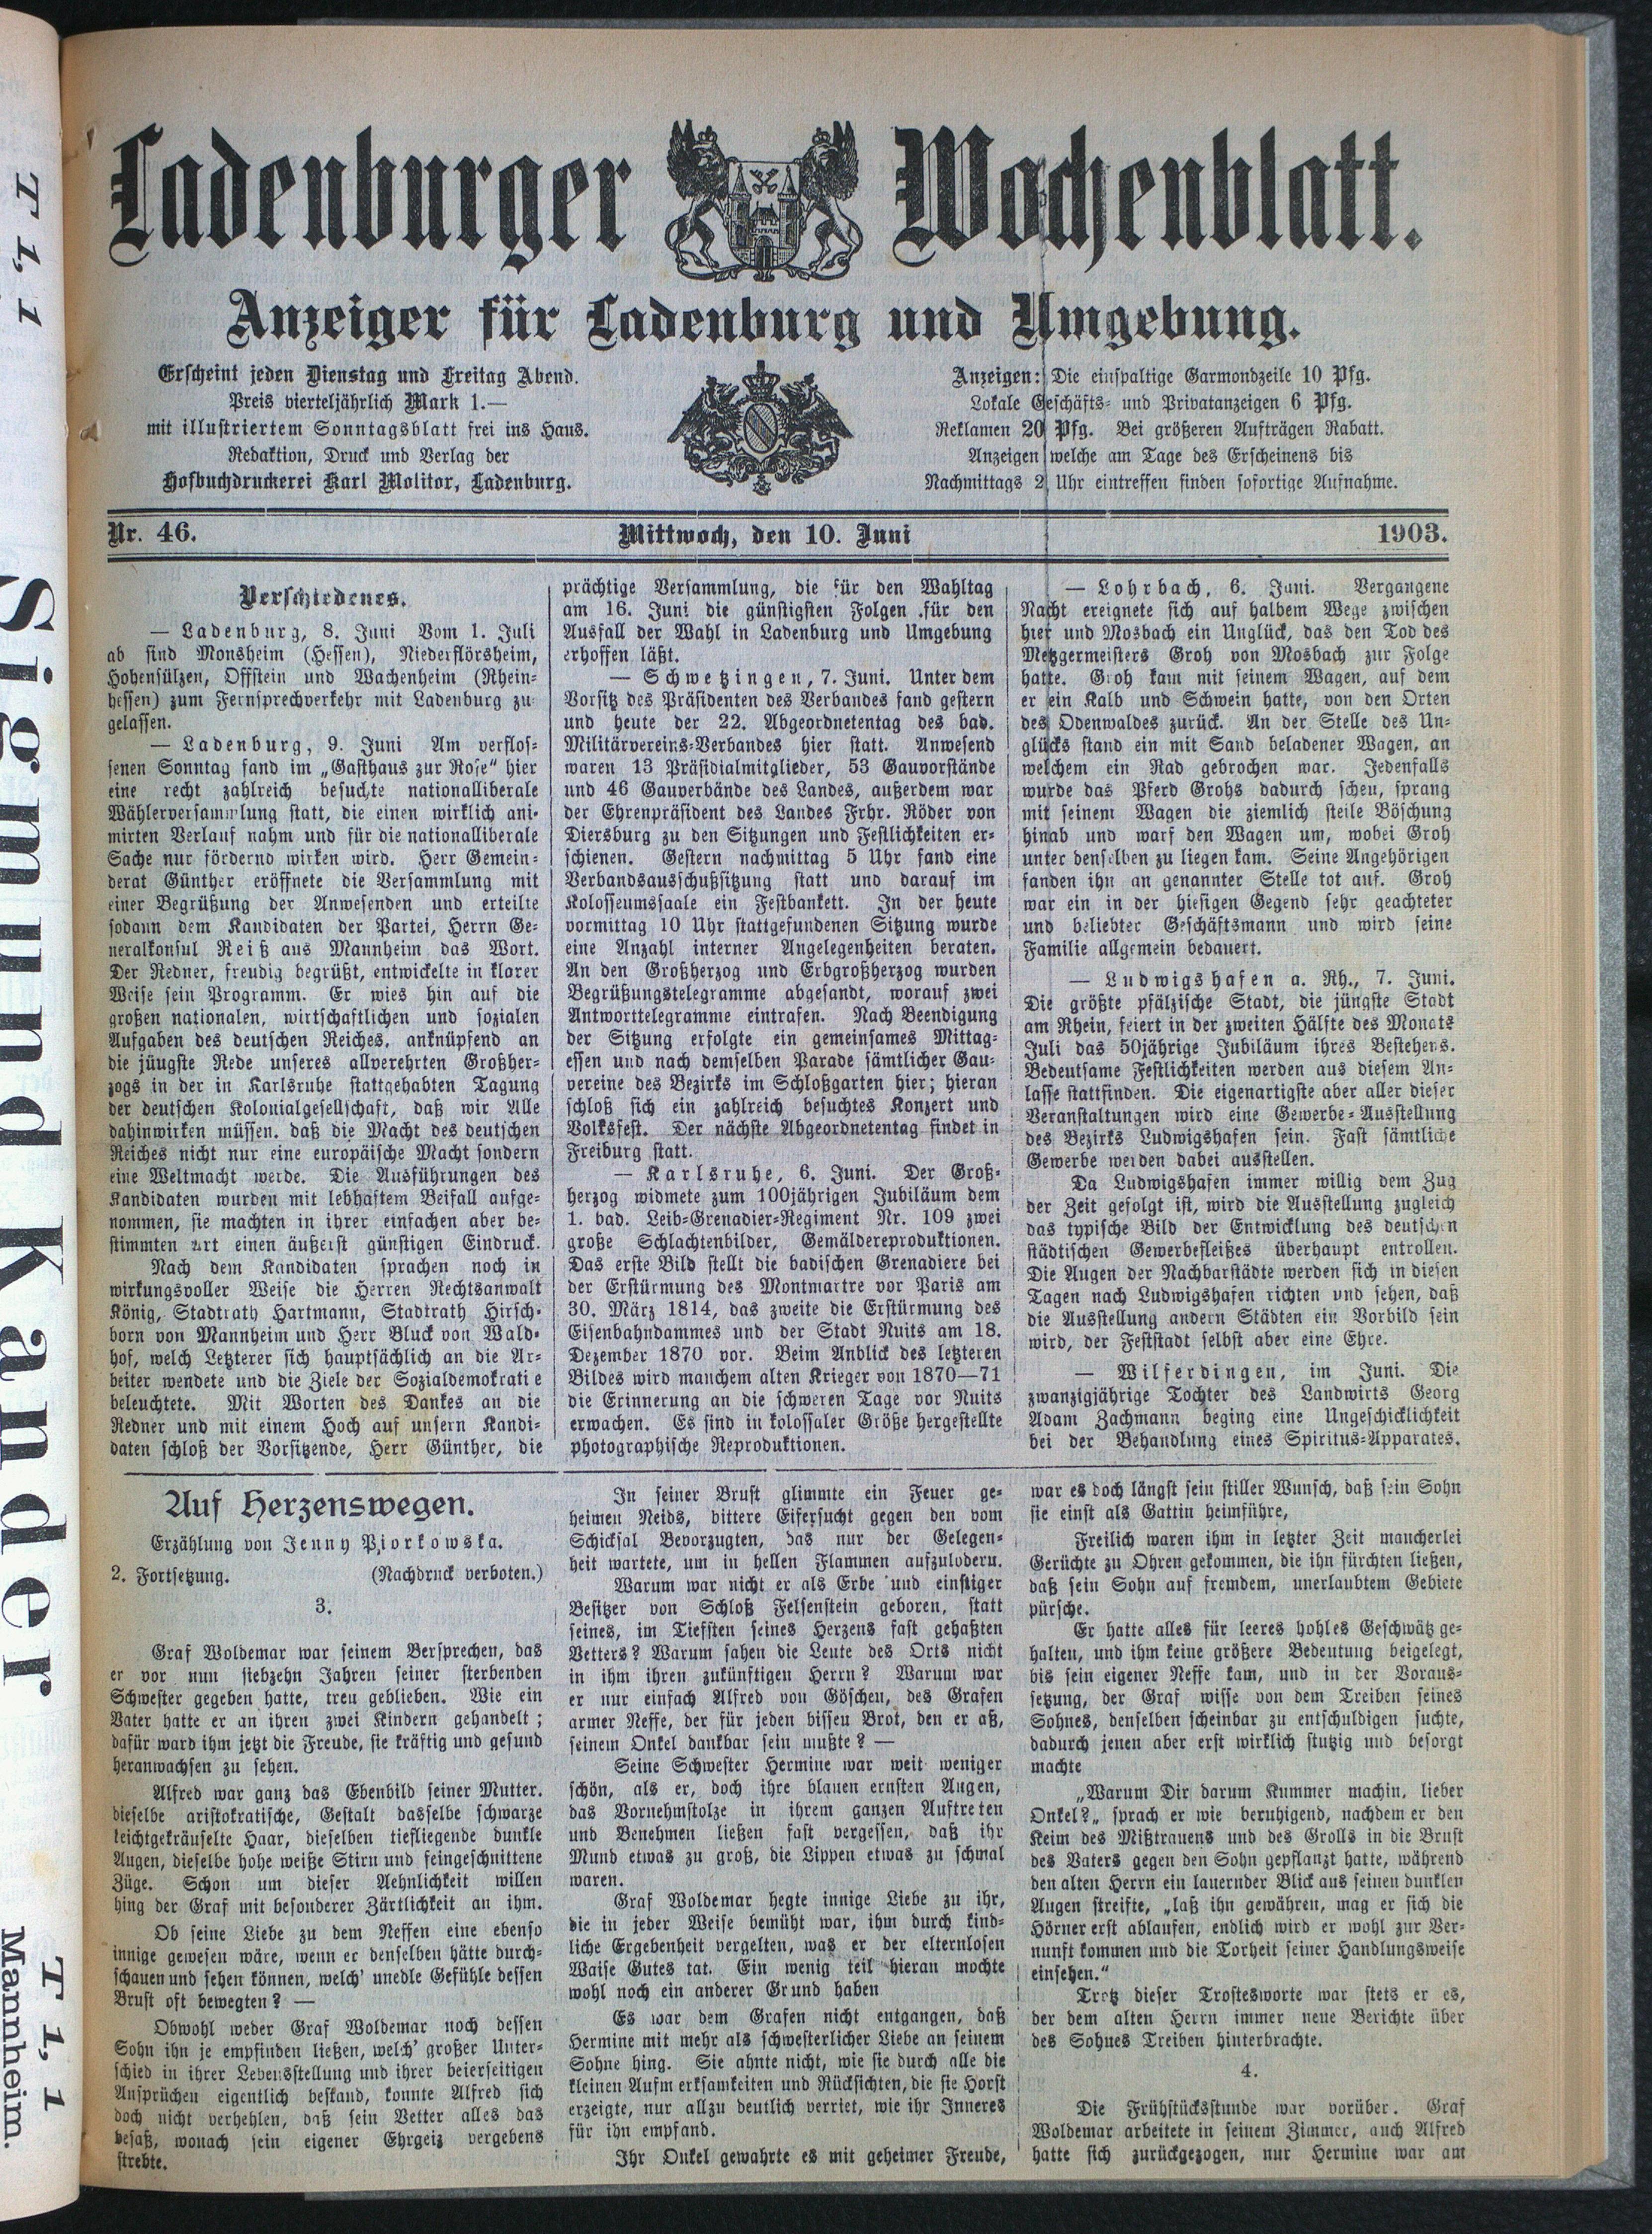 Ladenburger Wochenblatt.
Anzeiger für Ladenburg und Umgebung.
Erscheint jeden Dienstag und Freitag Abend.
Preis vierteljährlich Mark 1.—
mit illustriertem Sonntagsblatt frei ins Haus.
Redaktion, Druck und Verlag der
Hofbuchdruckerei Karl Molitor, Ladenburg.
Anzeigen: Die einspaltige Garmondzeile 10 Pfg.
Lokale Geschäfts- und Privatanzeigen 6 Pfg.
Reklamen 20 Pfg. Bei größeren Aufträgen Rabatt.
Anzeigen welche am Tage des Erscheinens bis
Nachmittags 2 Uhr eintreffen finden sofortige Aufnahme.
Nr. 46. Mittwoch, den 10. Juni 1903.
Verschiedenes.
— Ladenburg, 8. Juni Vom 1. Juli
ab sind Monsheim (Hessen), Niederflörsheim,
Hohensülzen, Offstein und Wachenheim (Rhein-
hessen) zum Fernsprechverkehr mit Ladenburg zu-
gelassen.
— Ladenburg, 9. Juni Am verflos-
senen Sonntag fand im „Gasthaus zur Rose“ hier
eine recht zahlreich besuchte nationalliberale
Wählerversammlung statt, die einen wirklich ani-
mirten Verlauf nahm und für die nationalliberale
Sache nur fördernd wirken wird. Herr Gemein-
derat Günther eröffnete die Versammlung mit
einer Begrüßung der Anwesenden und erteilte
sodann dem Kandidaten der Partei, Herrn Ge-
neralkonsul Reiß aus Mannheim das Wort.
Der Redner, freudig begrüßt, entwickelte in klarer
Weise sein Programm. Er wies hin auf die
großen nationalen, wirtschaftlichen und sozialen
Aufgaben des deutschen Reiches, anknüpfend an
die jüugste Rede unseres allverehrten Großher-
zogs in der in Karlsruhe stattgehabten Tagung
der deutschen Kolonialgesellschaft, daß wir Alle
dahinwirken müssen, daß die Macht des deutschen
Reiches nicht nur eine europäische Macht sondern
eine Weltmacht werde. Die Ausführungen des
Kandidaten wurden mit lebhaftem Beifall aufge-
nommen, sie machten in ihrer einfachen aber be-
stimmten Art einen äußerst günstigen Eindruck.
Nach dem Kandidaten sprachen noch in
wirkungsvoller Weise die Herren Rechtsanwalt
König, Stadtrath Hartmann, Stadtrath Hirsch-
born von Mannheim und Herr Bluck von Wald-
hof, welch Letzterer sich hauptsächlich an die Ar-
beiter wendete und die Ziele der Sozialdemokratie
beleuchtete. Mit Worten des Dankes an die
Redner und mit einem Hoch auf unsern Kandi-
daten schloß der Vorsitzende, Herr Günther, die
prächtige Versammlung, die für den Wahltag
am 16. Juni die günstigsten Folgen für den
Ausfall der Wahl in Ladenburg und Umgebung
erhoffen läßt.
— Schwetzingen, 7. Juni. Unter dem
Vorsitz des Präsidenten des Verbandes fand gestern
und heute der 22. Abgeordnetentag des bad.
Militärvereins-Verbandes hier statt. Anwesend
waren 13 Präsidialmitglieder, 53 Gauvorstände
und 46 Gauverbände des Landes, außerdem war
der Ehrenpräsident des Landes Frhr. Röder von
Diersburg zu den Sitzungen und Festlichkeiten er-
schienen. Gestern nachmittag 5 Uhr fand eine
Verbandsausschußsitzung statt und darauf im
Kolosseumssaale ein Festbankett. In der heute
vormittag 10 Uhr stattgefundenen Sitzung wurde
eine Anzahl interner Angelegenheiten beraten.
An den Großherzog und Erbgroßherzog wurden
Begrüßungstelegramme abgesandt, worauf zwei
Antworttelegramme eintrafen. Nach Beendigung
der Sitzung erfolgte ein gemeinsames Mittag-
essen und nach demselben Parade sämtlicher Gau-
vereine des Bezirks im Schloßgarten hier; hieran
schloß sich ein zahlreich besuchtes Konzert und
Volksfest. Der nächste Abgeordnetentag findet in
Freiburg statt.
— Karlsruhe, 6. Juni. Der Groß-
herzog widmete zum 100jährigen Jubiläum dem
1. bad. Leib-Grenadier-Regiment Nr. 109 zwei
große Schlachtenbilder, Gemäldereproduktionen.
Das erste Bild stellt die badischen Grenadiere bei
der Erstürmung des Montmartre vor Paris am
30. März 1814, das zweite die Erstürmung des
Eisenbahndammes und der Stadt Nuits am 18.
Dezember 1870 vor. Beim Anblick des letzteren
Bildes wird manchem alten Krieger von 1870—71
die Erinnerung an die schweren Tage vor Nuits
erwachen. Es sind in kolossaler Größe hergestellte
photographische Reproduktionen.
— Lohrbach, 6. Juni. Vergangene
Nacht ereignete sich auf halbem Wege zwischen
hier und Mosbach ein Unglück, das den Tod des
Metzgermeisters Groh von Mosbach zur Folge
hatte. Groh kam mit seinem Wagen, auf dem
er ein Kalb und Schwein hatte, von den Orten
des Odenwaldes zurück. An der Stelle des Un-
glücks stand ein mit Sand beladener Wagen, an
welchem ein Rad gebrochen war. Jedenfalls
wurde das Pferd Grohs dadurch scheu, sprang
mit seinem Wagen die ziemlich steile Böschung
hinab und warf den Wagen um, wobei Groh
unter denselben zu liegen kam. Seine Angehörigen
fanden ihn an genannter Stelle tot auf. Groh
war ein in der hiesigen Gegend sehr geachteter
und beliebter Geschäftsmann und wird seine
Familie allgemein bedauert.
— Ludwigshafen a. Rh., 7. Juni.
Die größte pfälzische Stadt, die jüngste Stadt
am Rhein, feiert in der zweiten Hälfte des Monats
Juli das 50jährige Jubiläum ihres Bestehens.
Bedeutsame Festlichkeiten werden aus diesem An-
lasse stattfinden. Die eigenartigste aber aller dieser
Veranstaltungen wird eine Gewerbe-Ausstellung
des Bezirks Ludwigshafen sein. Fast sämtliche
Gewerbe werden dabei ausstellen.
Da Ludwigshafen immer willig dem Zug
der Zeit gefolgt ist, wird die Ausstellung zugleich
das typische Bild der Entwicklung des deutschen
städtischen Gewerbefleißes überhaupt entrollen.
Die Augen der Nachbarstädte werden sich in diesen
Tagen nach Ludwigshafen richten und sehen, daß
die Ausstellung andern Städten ein Vorbild sein
wird, der Feststadt selbst aber eine Ehre.
— Wilferdingen, im Juni. Die
zwanzigjährige Tochter des Landwirts Georg
Adam Zachmann beging eine Ungeschicklichkeit
bei der Behandlung eines Spiritus-Apparates.
Auf Herzenswegen.
Erzählung von Jenny Piorkowska.
2. Fortsetzung. (Nachdruck verboten.)
3.
Graf Woldemar war seinem Versprechen, das
er vor nun siebzehn Jahren seiner sterbenden
Schwester gegeben hatte, treu geblieben. Wie ein
Vater hatte er an ihren zwei Kindern gehandelt;
dafür ward ihm jetzt die Freude, sie kräftig und gesund
heranwachsen zu sehen.
Alfred war ganz das Ebenbild seiner Mutter.
dieselbe aristokratische, Gestalt dasselbe schwarze
leichtgekräuselte Haar, dieselben tiefliegende dunkle
Augen, dieselbe hohe weiße Stirn und feingeschnittene
Züge. Schon um dieser Aehnlichkeit willen
hing der Graf mit besonderer Zärtlichkeit an ihm.
Ob seine Liebe zu dem Neffen eine ebenso
innige gewesen wäre, wenn er denselben hätte durch-
schauen und sehen können, welch' unedle Gefühle dessen
Brust oft bewegten? —
Obwohl weder Graf Woldemar noch dessen
Sohn ihn je empfinden ließen, welch' großer Unter-
schied in ihrer Lebensstellung und ihrer beierseitigen
Ansprüchen eigentlich bestand, konnte Alfred sich
doch nicht verhehlen, daß sein Vetter alles das
besaß, wonach sein eigener Ehrgeiz vergebens
strebte.
In seiner Brust glimmte ein Feuer ge-
heimen Neids, bittere Eifersucht gegen den vom
Schicksal Bevorzugten, das nur der Gelegen-
heit wartete, um in hellen Flammen aufzulodern.
Warum war nicht er als Erbe und einstiger
Besitzer von Schloß Felsenstein geboren, statt
seines, im Tiefsten seines Herzens fast gehaßten
Vetters? Warum sahen die Leute des Orts nicht
in ihm ihren zukünftigen Herrn? Warum war
er nur einfach Alfred von Göschen, des Grafen
armer Neffe, der für jeden bissen Brot, den er aß,
seinem Onkel dankbar sein mußte? —
Seine Schwester Hermine war weit weniger
schön, als er, doch ihre blauen ernsten Augen,
das Vornehmstolze in ihrem ganzen Auftreten
und Benehmen ließen fast vergessen, daß ihr
Mund etwas zu groß, die Lippen etwas zu schmal
waren.
Graf Woldemar hegte innige Liebe zu ihr,
die in jeder Weise bemüht war, ihm durch kind-
liche Ergebenheit vergelten, was er der elternlosen
Waise Gutes tat. Ein wenig teil hieran mochte
wohl noch ein anderer Grund haben
Es war dem Grafen nicht entgangen, daß
Hermine mit mehr als schwesterlicher Liebe an seinem
Sohne hing. Sie ahnte nicht, wie sie durch alle die
kleinen Aufmerksamkeiten und Rücksichten, die sie Horst
erzeigte, nur allzu deutlich verriet, wie ihr Inneres
für ihn empfand.
Ihr Onkel gewahrte es mit geheimer Freude,
war es doch längst sein stiller Wunsch, daß sein Sohn
sie einst als Gattin heimführe,
Freilich waren ihm in letzter Zeit mancherlei
Gerüchte zu Ohren gekommen, die ihn fürchten ließen,
daß sein Sohn auf fremdem, unerlaubtem Gebiete
pürsche.
Er hatte alles für leeres hohles Geschwätz ge-
halten, und ihm keine größere Bedeutung beigelegt,
bis sein eigener Neffe kam, und in der Voraus-
setzung, der Graf wisse von dem Treiben seines
Sohnes, denselben scheinbar zu entschuldigen suchte,
dadurch jenen aber erst wirklich stutzig und besorgt
machte
„Warum Dir darum Kummer machin, lieber
Onkel?„ sprach er wie beruhigend, nachdem er den
Keim des Mißtrauens und des Grolls in die Brust
des Vaters gegen den Sohn gepflanzt hatte, während
den alten Herrn ein lauernder Blick aus seinen dunklen
Augen streifte, „laß ihn gewähren, mag er sich die
Hörner erst ablaufen, endlich wird er wohl zur Ver-
nunft kommen und die Torheit seiner Handlungsweise
einsehen.“
Trotz dieser Trostesworte war stets er es,
der dem alten Herrn immer neue Berichte über
des Sohnes Treiben hinterbrachte.
4.
Die Frühstücksstunde war vorüber. Graf
Woldemar arbeitete in seinem Zimmer, auch Alfred
hatte sich zurückgezogen, nur Hermine war am
T 1, 1
Sigmund Kander
T 1, 1
Mannheim.